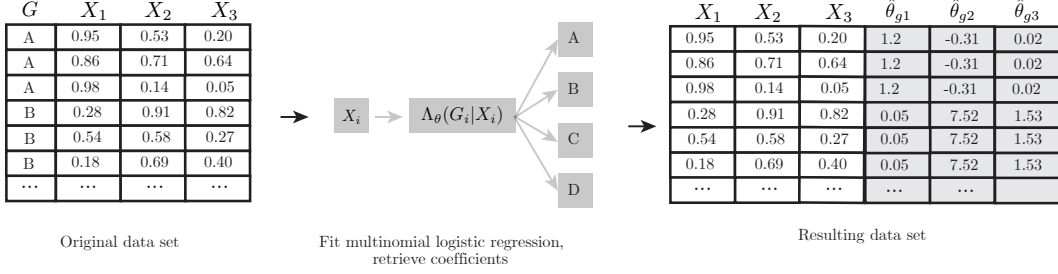 G X₁ X₂ X₃
A 0.95 0.53 0.20
A 0.86 0.71 0.64
A 0.98 0.14 0.05
B 0.28 0.91 0.82
B 0.54 0.58 0.27
B 0.18 0.69 0.40
... ... ... ...
Original data set
Xᵢ
Λ_θ(Gᵢ|Xᵢ)
A
B
C
D
Fit multinomial logistic regression,
retrieve coefficients
X₁ X₂ X₃ θ̂_g1 θ̂_g2 θ̂_g3
0.95 0.53 0.20 1.2 -0.31 0.02
0.86 0.71 0.64 1.2 -0.31 0.02
0.98 0.14 0.05 1.2 -0.31 0.02
0.28 0.91 0.82 0.05 7.52 1.53
0.54 0.58 0.27 0.05 7.52 1.53
0.18 0.69 0.40 0.05 7.52 1.53
... ... ... ... ...
Resulting data set